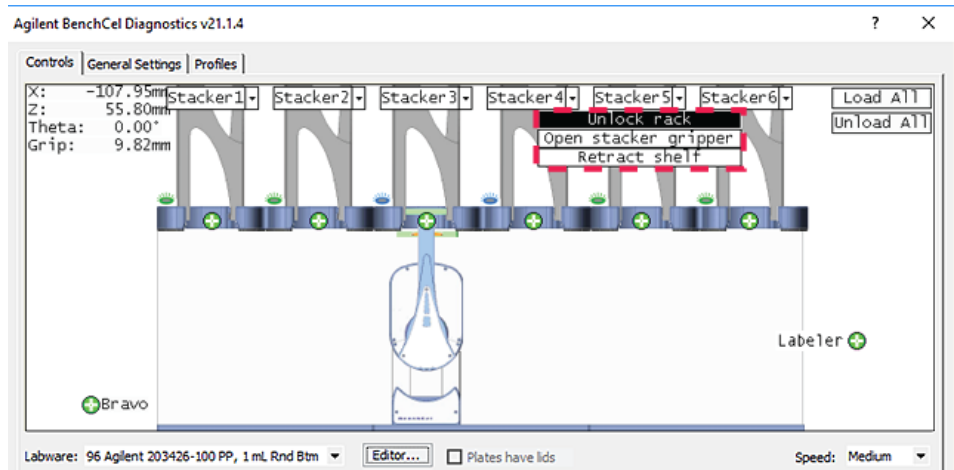 Agilent BenchCel Diagnostics v21.1.4 ? ×
Controls General Settings Profiles
X: -107.95mm Stacker1 Stacker2 Stacker3 Stacker4 Stacker5 Stacker6 Load All
Z: 55.80mm Unload All
Theta: 0.00° Unlock rack
Grip: 9.82mm Open stacker gripper
Retract shelf
Labeler
Bravo
Labware: 96 Agilent 203426-100 PP, 1 mL Rnd Btm Editor... Plates have lids Speed: Medium